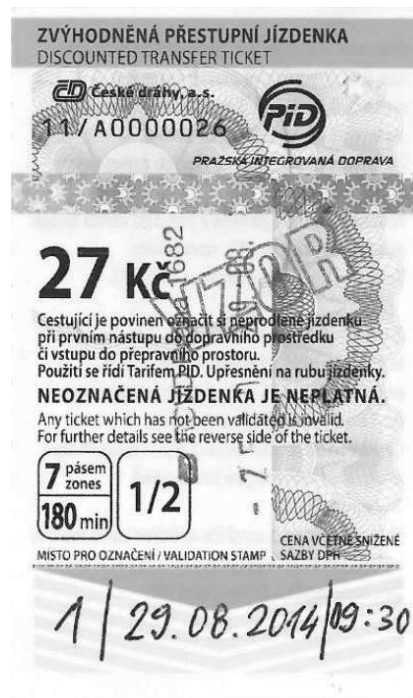 ZVÝHODNĚNÁ PŘESTUPNÍ JÍZDENKA
DISCOUNTED TRANSFER TICKET
ČD České dráhy, a.s.
PiD
11/A0000026
PRAŽSKÁ INTEGROVANÁ DOPRAVA
27 Kč
VZOR
Cestující je povinen označit si neprodleně jízdenku
při prvním nástupu do dopravního prostředku
či vstupu do přepravního prostoru.
Použití se řídí Tarifem PID. Upřesnění na rubu jízdenky.
NEOZNAČENÁ JÍZDENKA JE NEPLATNÁ.
Any ticket which has not been validated is invalid.
For further details see the reverse side of the ticket.
7 pásem
zones
180 min
1/2
CENA VČETNĚ SNÍŽENÉ
SAZBY DPH
MÍSTO PRO OZNAČENÍ / VALIDATION STAMP
1 / 29.08.2014 / 09:30